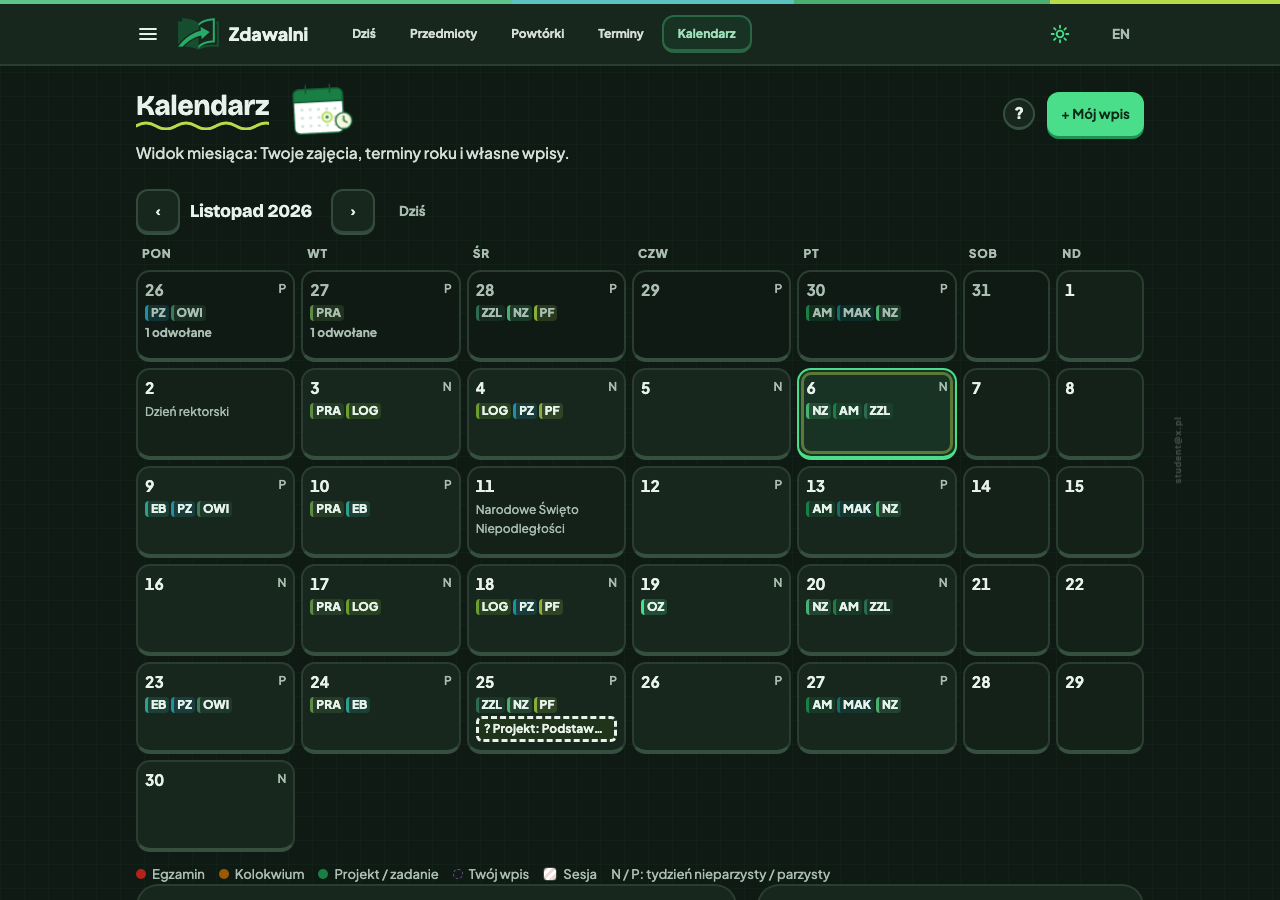 Zdawalni Dziś Przedmioty Powtórki Terminy Kalendarz EN
Kalendarz
? + Mój wpis
Widok miesiąca: Twoje zajęcia, terminy roku i własne wpisy.
‹ Listopad 2026 › Dziś
PON WT ŚR CZW PT SOB ND
26 P 27 P 28 P 29 P 30 P 31 1
PZ OWI PRA ZZL NZ PF AM MAK NZ
1 odwołane 1 odwołane
2 3 N 4 N 5 N 6 N 7 8
Dzień rektorski PRA LOG LOG PZ PF NZ AM ZZL
student@x.pl
9 P 10 P 11 12 P 13 P 14 15
EB PZ OWI PRA EB Narodowe Święto AM MAK NZ
Niepodległości
16 N 17 N 18 N 19 N 20 N 21 22
PRA LOG LOG PZ PF OZ NZ AM ZZL
23 P 24 P 25 P 26 P 27 P 28 29
EB PZ OWI PRA EB ZZL NZ PF AM MAK NZ
? Projekt: Podstaw…
30 N
Egzamin Kolokwium Projekt / zadanie Twój wpis Sesja N / P: tydzień nieparzysty / parzysty